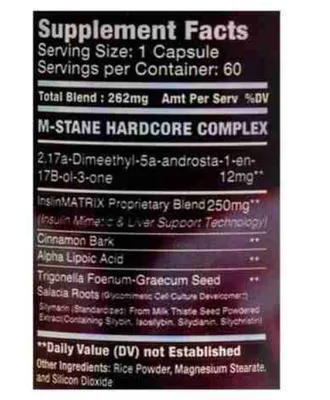 Supplement Facts
Serving Size: 1 Capsule
Servings per Container: 60
Total Blend : 262mg Amt Per Serv %DV
M-STANE HARDCORE COMPLEX
2,17a-Dimeethyl-5a-androsta-1-en-
17B-ol-3-one 12mg**
InslinMATRIX Proprietary Blend 250mg**
(Insulin Mimetic & Liver Support Technology)
Cinnamon Bark **
Alpha Lipoic Acid **
Trigonella Foenum-Graecum Seed **
Salacia Roots (Glycomimetic Cell Culture Development)
Silymarin (Standardized From Milk Thistle Seed Powdered
Extract(Containing Silybin, Isosilybin, Silydianin, Silychristin)
**Daily Value (DV) not Established
Other Ingredients: Rice Powder, Magnesium Stearate,
and Silicon Dioxide